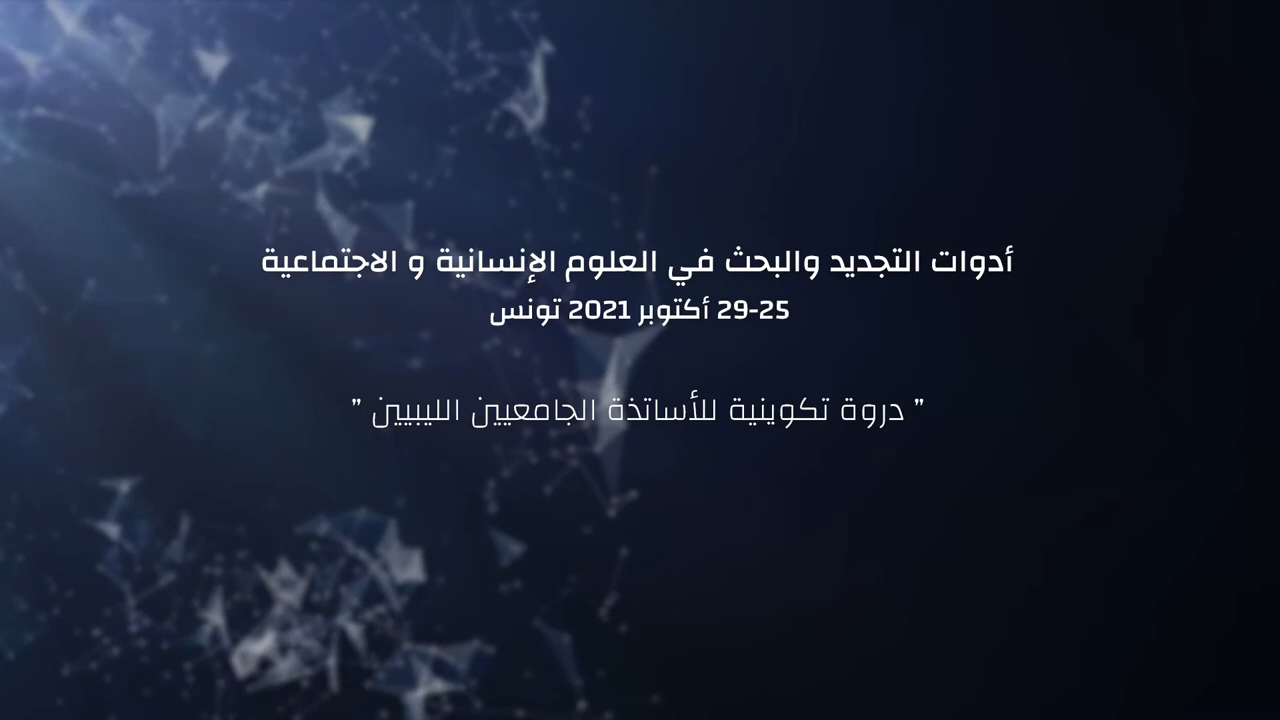 أدوات التجديد والبحث في العلوم الإنسانية و الاجتماعية
29-25 أكتوبر 2021 تونس
" دروة تكوينية للأساتذة الجامعيين الليبيين "